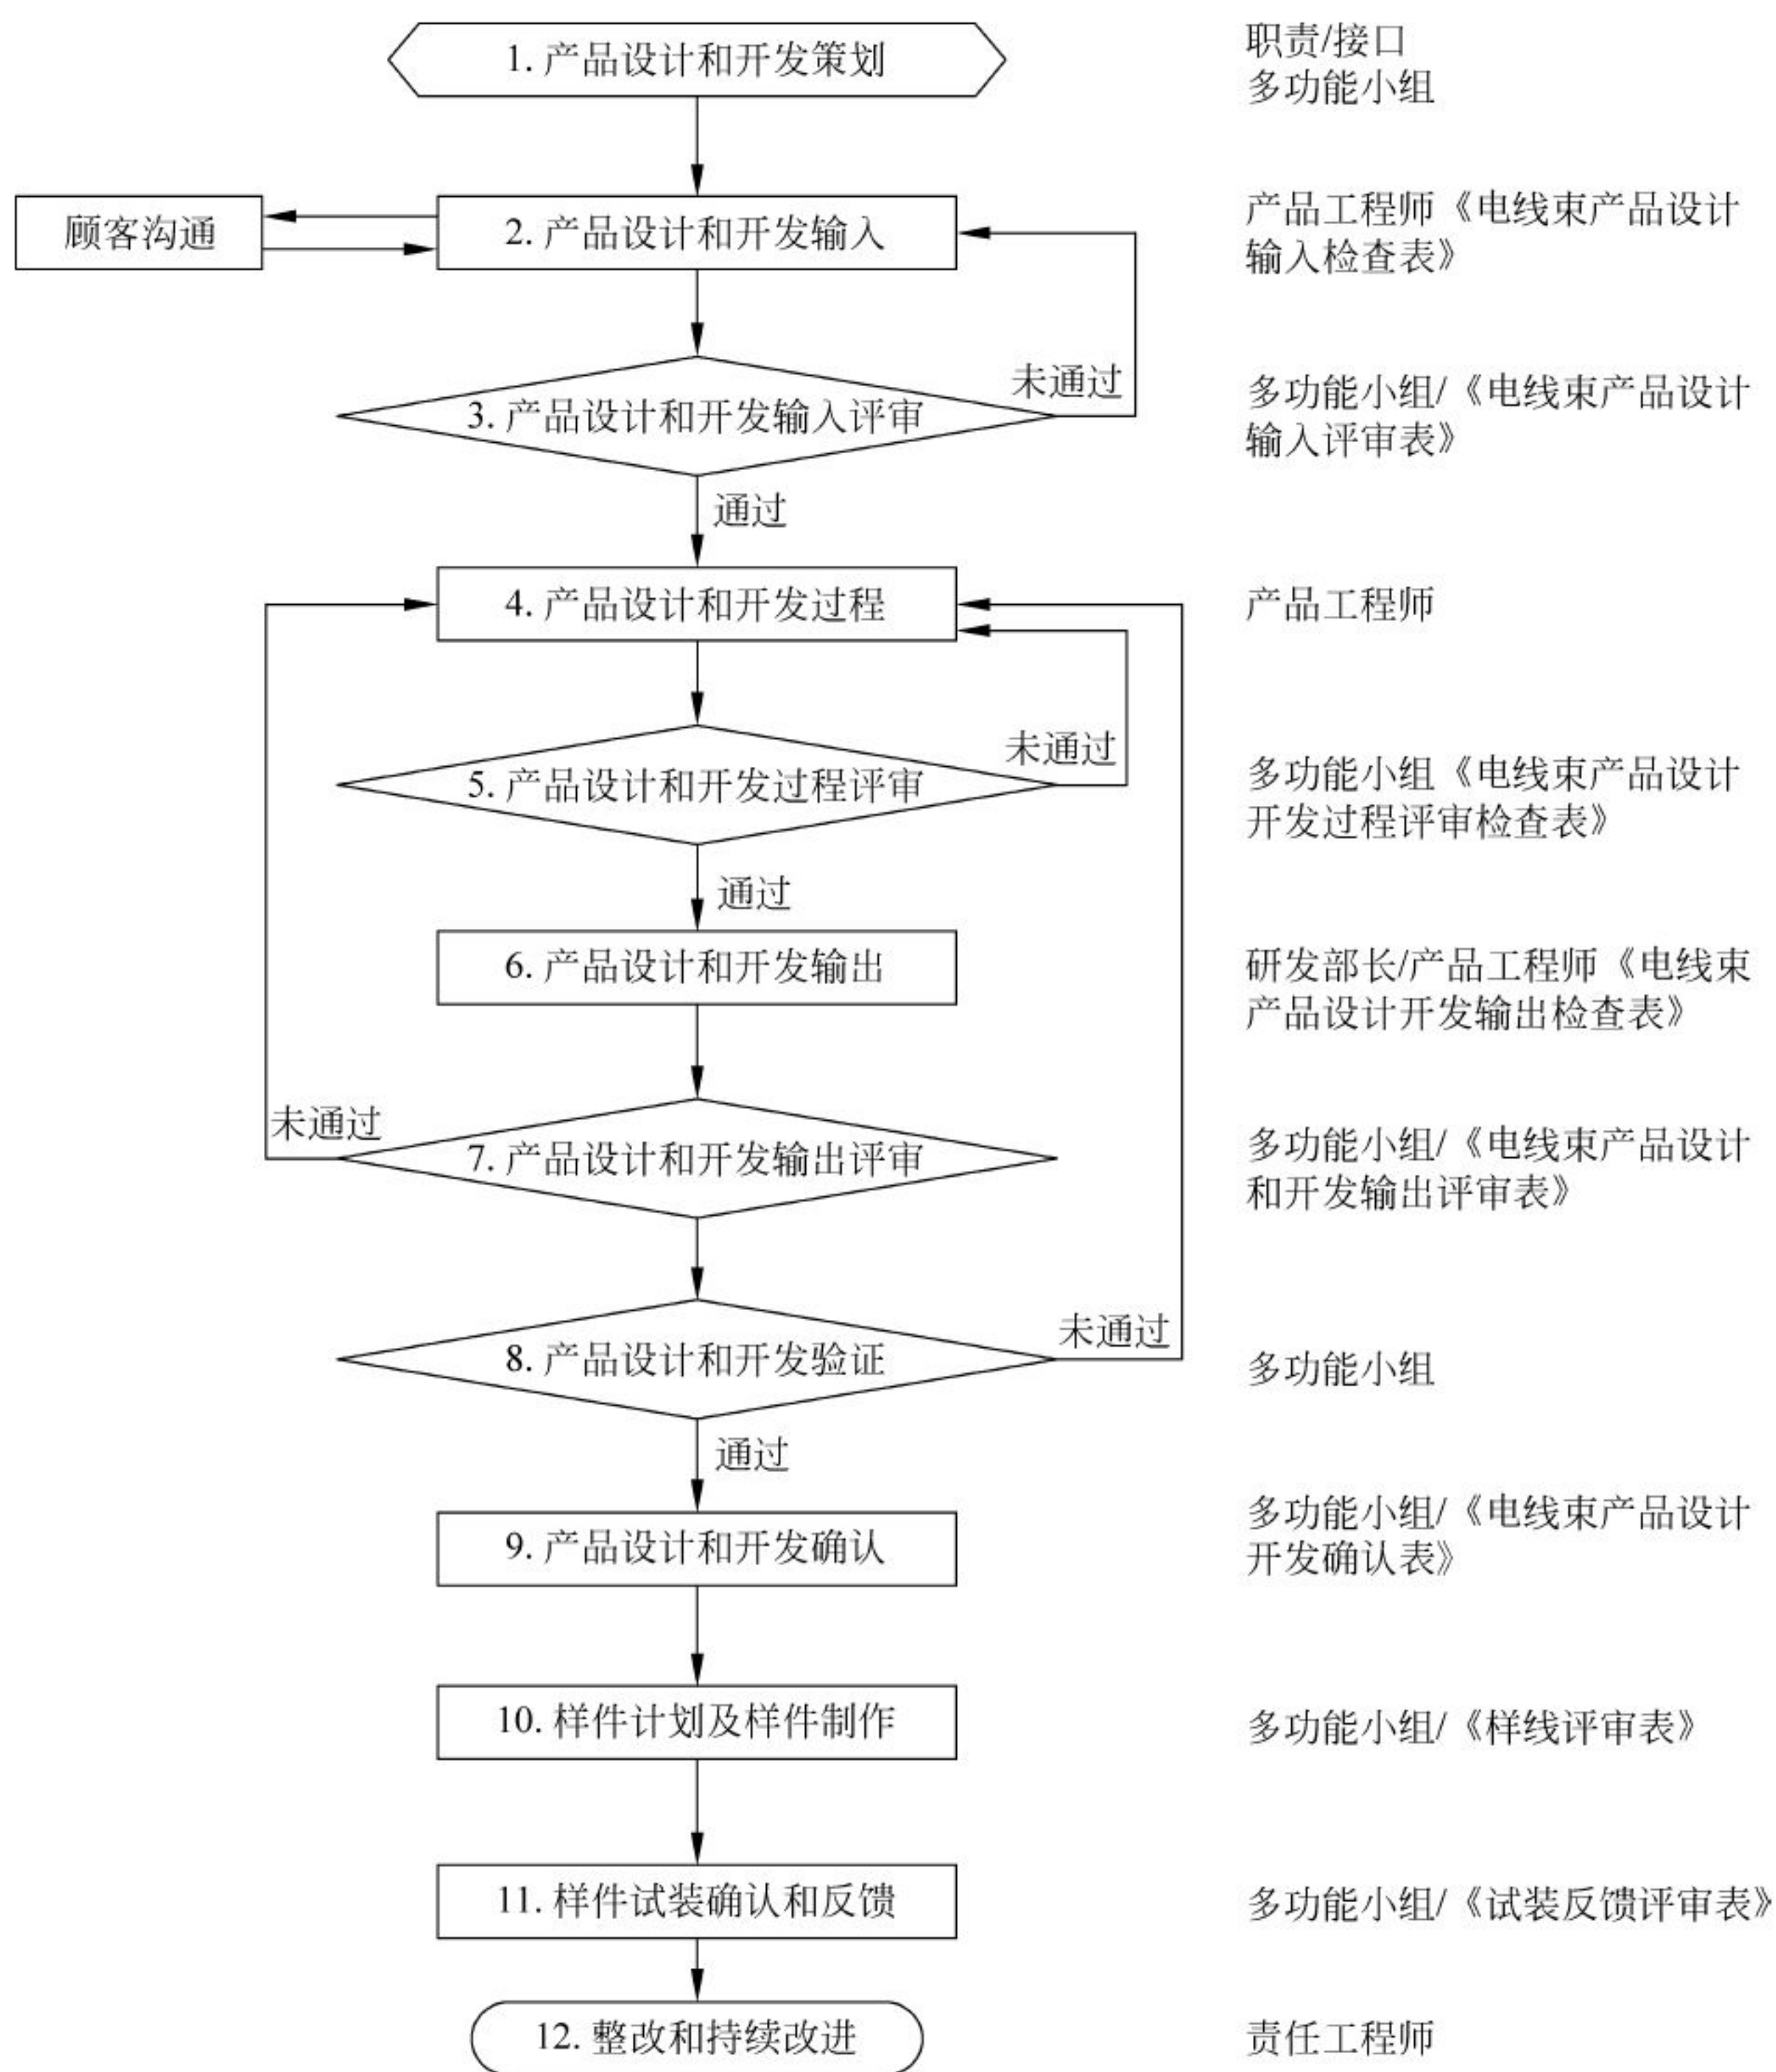 1. 产品设计和开发策划
职责/接口
多功能小组
顾客沟通
2. 产品设计和开发输入
产品工程师《电线束产品设计
输入检查表》
未通过
3. 产品设计和开发输入评审
多功能小组/《电线束产品设计
输入评审表》
通过
4. 产品设计和开发过程
产品工程师
未通过
5. 产品设计和开发过程评审
多功能小组《电线束产品设计
开发过程评审检查表》
通过
6. 产品设计和开发输出
研发部长/产品工程师《电线束
产品设计开发输出检查表》
未通过
7. 产品设计和开发输出评审
多功能小组/《电线束产品设计
和开发输出评审表》
未通过
8. 产品设计和开发验证
多功能小组
通过
9. 产品设计和开发确认
多功能小组/《电线束产品设计
开发确认表》
10. 样件计划及样件制作
多功能小组/《样线评审表》
11. 样件试装确认和反馈
多功能小组/《试装反馈评审表》
12. 整改和持续改进
责任工程师